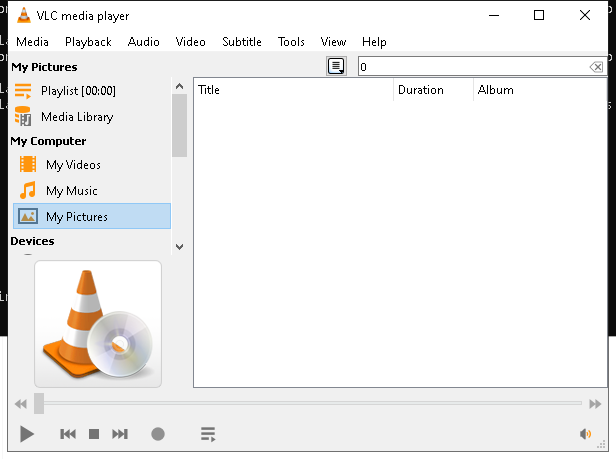 VLC media player
Media Playback Audio Video Subtitle Tools View Help
My Pictures
0
Playlist [00:00]
Media Library
My Computer
My Videos
My Music
My Pictures
Devices
Title Duration Album